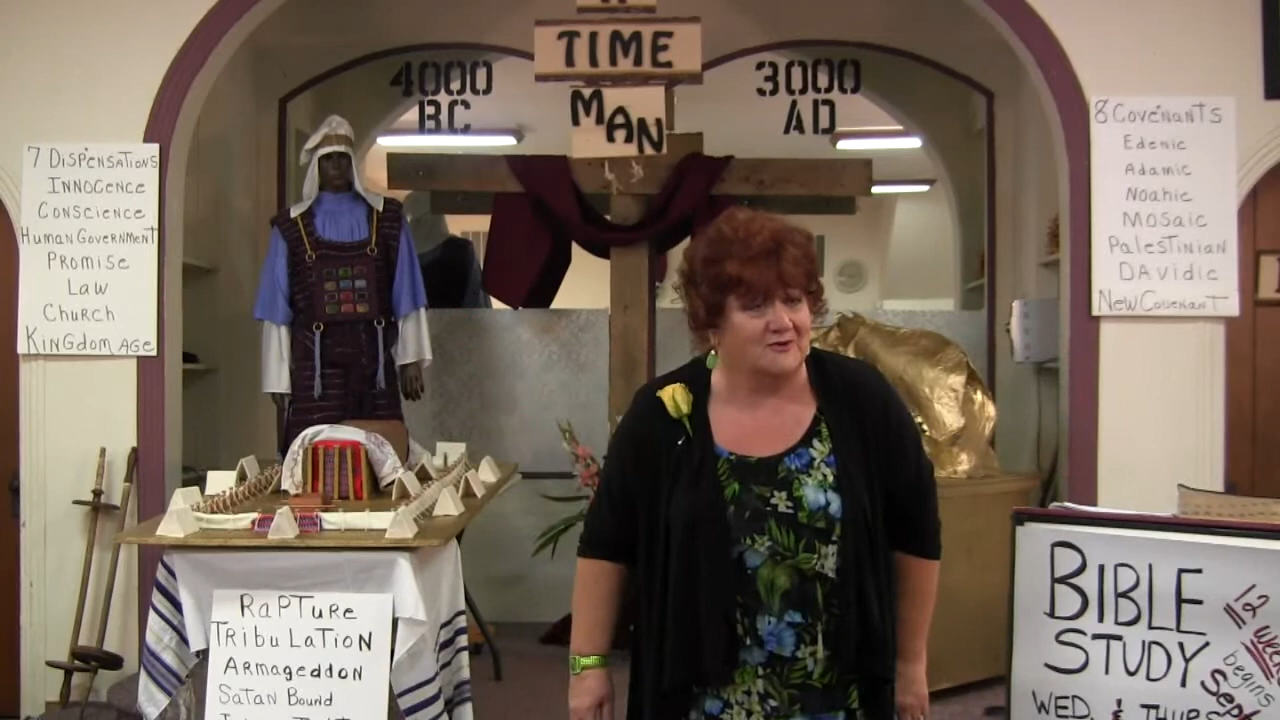 TIME
MAN
4000
BC
3000
AD
7 DISPENSATIONS
INNOCENCE
CONSCIENCE
HUMAN GOVERNMENT
PROMISE
LAW
CHURCH
KINGDOM AGE
8 COVENANTS
Edenic
Adamic
Noahic
MOSAIC
Palestinian
DAVIDIC
NEW COVENANT
RAPTURE
TRIBULATION
ARMAGEDDON
SATAN BOUND
BIBLE
STUDY
WED. & THUR
12 Week
begins
Sept